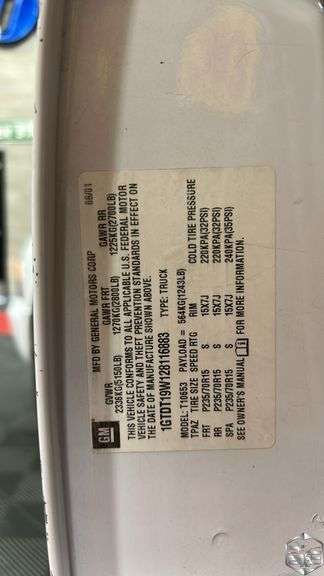 GM
MFD BY GENERAL MOTORS CORP
08/01
GVWR GAWR FRT GAWR RR
2336KG(5150LB) 1270KG(2800LB) 1225KG(2700LB)
THIS VEHICLE CONFORMS TO ALL APPLICABLE U.S. FEDERAL MOTOR
VEHICLE SAFETY AND THEFT PREVENTION STANDARDS IN EFFECT ON
THE DATE OF MANUFACTURE SHOWN ABOVE.
1GTDT19W128116883 TYPE: TRUCK
MODEL: T10653 PAYLOAD = 564KG(1243LB)
TPAZ TIRE SIZE SPEED RTG RIM COLD TIRE PRESSURE
FRT P235/70R15 S 15X7J 220KPA(32PSI)
RR P235/70R15 S 15X7J 220KPA(32PSI)
SPA P235/70R15 S 15X7J 240KPA(35PSI)
SEE OWNER'S MANUAL FOR MORE INFORMATION.